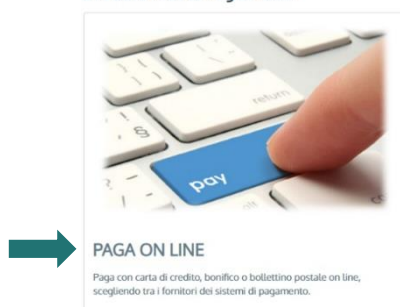 return
§
pay
PAGA ON LINE
Paga con carta di credito, bonifico o bollettino postale on line,
scegliendo tra i fornitori dei sistemi di pagamento.